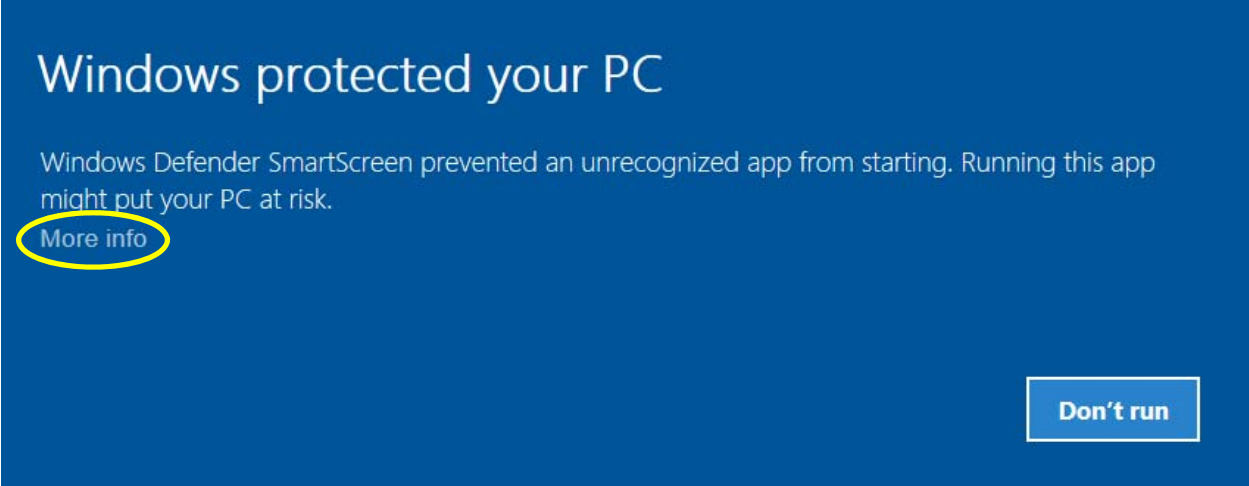 Windows protected your PC
Windows Defender SmartScreen prevented an unrecognized app from starting. Running this app
might put your PC at risk.
More info
Don't run